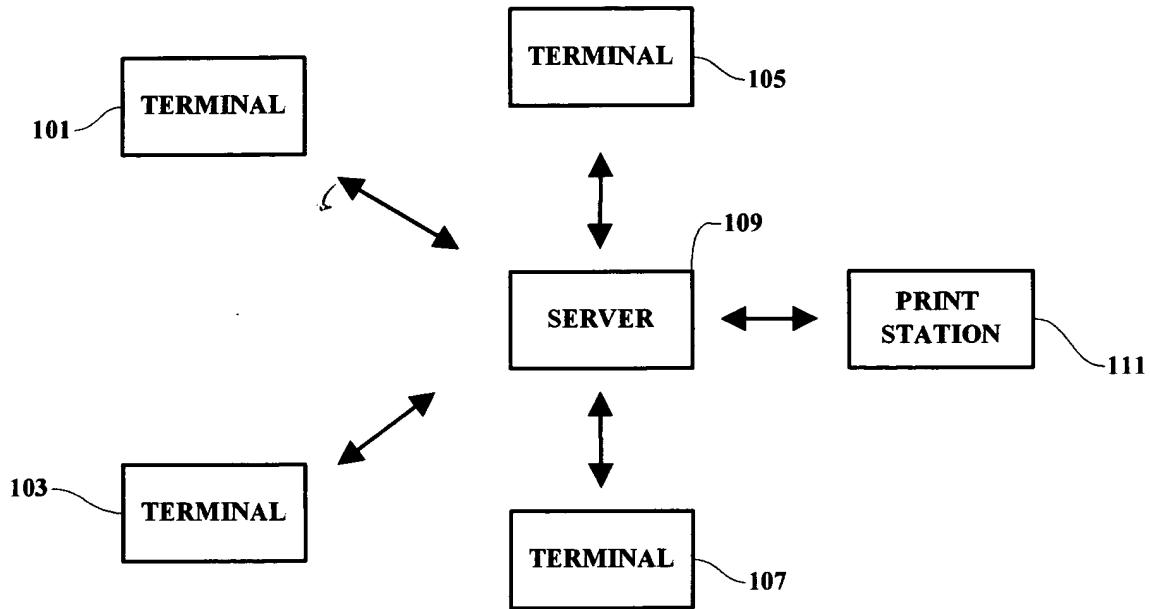 TERMINAL
105
TERMINAL
101
109
SERVER
PRINT
STATION
111
103
TERMINAL
TERMINAL
107